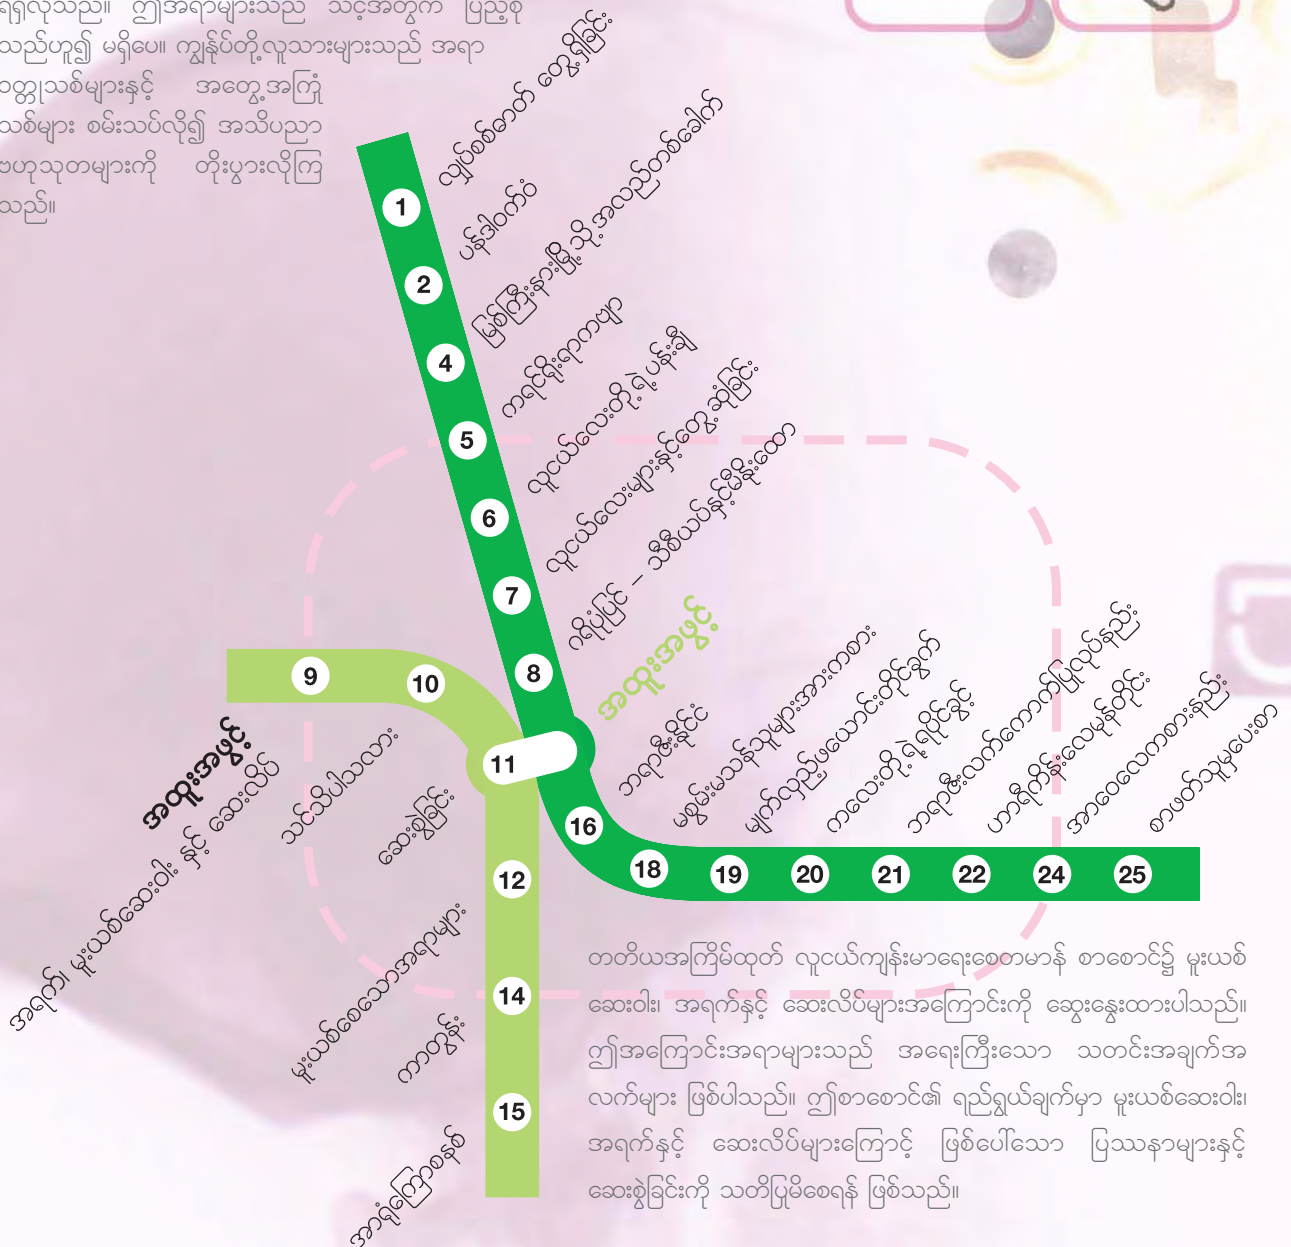 ရရှိလိုသည်။ ဤအရာများသည် သင့်အတွက် ပြည့်စုံ
သည်ဟူ၍ မရှိပေ။ ကျွန်ုပ်တို့လူသားများသည် အရာ
ဝတ္တုသစ်များနှင့် အတွေ့အကြုံ
သစ်များ စမ်းသပ်လို၍ အသိပညာ
ဗဟုသုတများကို တိုးပွားလိုကြ
သည်။
1 လျှပ်စစ်ဓာတ် တွေ့ရှိခြင်း
2 ပန်ဒါဝက်ဝံ
4 မြစ်ကြီးနားမြို့သို့အလည်တစ်ခေါက်
5 ကရင်ရိုးရာကဗျာ
6 လူငယ်လေးတို့ရဲ့ပန်းချီ
7 လူငယ်လေးများနှင့်တွေ့ဆုံခြင်း
8 ဂရိပုံပြင် – သီစီယပ်နှင့်မီနိုးထော
အထူးအဖွင့်
9
10
11
အထူးအဖွင့်
အရက်၊ မူးယစ်ဆေးဝါး နှင့် ဆေးလိပ်
သင်သိပါသလား
ဆေးစွဲခြင်း
12 မူးယစ်စေသောအရာများ
14 ကာတွန်း
15 အာရုံကြောစနစ်
16 ဘရာဇီးနိုင်ငံ
18 မစွမ်းမသန်သူများအားကစား
19 မျက်လှည့်ဖယောင်းတိုင်ခွက်
20 ကလေးတို့ရဲ့ရပိုင်ခွင့်
21 ဘရာဇီးလက်ကောက်ပြုလုပ်နည်း
22 ဟာရီကိန်းလေမုန်တိုင်း
24 အာဝေလေကစားနည်း
25 စာဖတ်သူမှပေးစာ
တတိယအကြိမ်ထုတ် လူငယ်ကျန်းမာရေးစေတမာန် စာစောင်၌ မူးယစ်
ဆေးဝါး၊ အရက်နှင့် ဆေးလိပ်များအကြောင်းကို ဆွေးနွေးထားပါသည်။
ဤအကြောင်းအရာများသည် အရေးကြီးသော သတင်းအချက်အ
လက်များ ဖြစ်ပါသည်။ ဤစာစောင်၏ ရည်ရွယ်ချက်မှာ မူးယစ်ဆေးဝါး၊
အရက်နှင့် ဆေးလိပ်များကြောင့် ဖြစ်ပေါ်သော ပြဿနာများနှင့်
ဆေးစွဲခြင်းကို သတိပြုမိစေရန် ဖြစ်သည်။